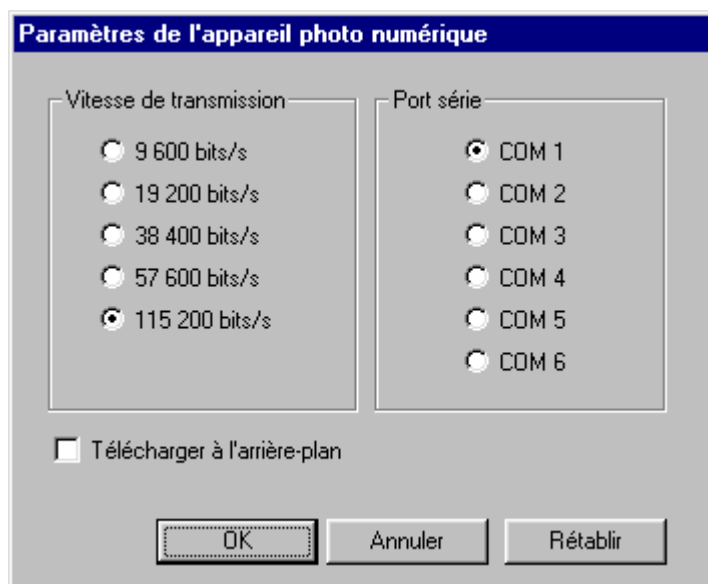 Paramètres de l'appareil photo numérique
Vitesse de transmission
9 600 bits/s
19 200 bits/s
38 400 bits/s
57 600 bits/s
115 200 bits/s
Port série
COM 1
COM 2
COM 3
COM 4
COM 5
COM 6
Télécharger à l'arrière-plan
OK
Annuler
Rétablir